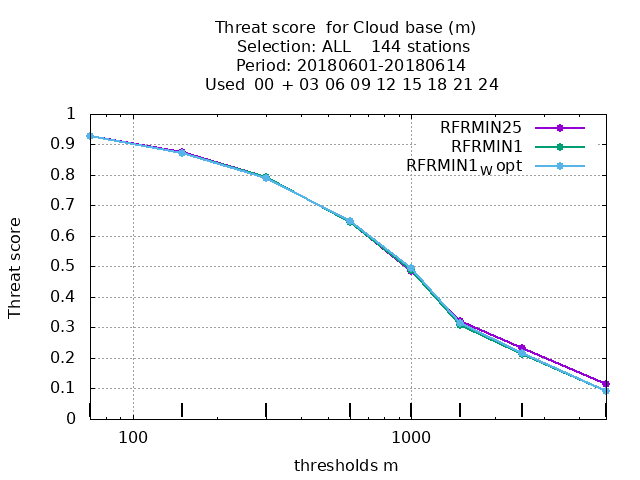 Threat score for Cloud base (m)
Selection: ALL 144 stations
Period: 20180601-20180614
Used 00 + 03 06 09 12 15 18 21 24
RFRMIN25
RFRMIN1
RFRMIN1W opt
1
0.9
0.8
0.7
0.6
0.5
0.4
0.3
0.2
0.1
0
Threat score
100 1000
thresholds m